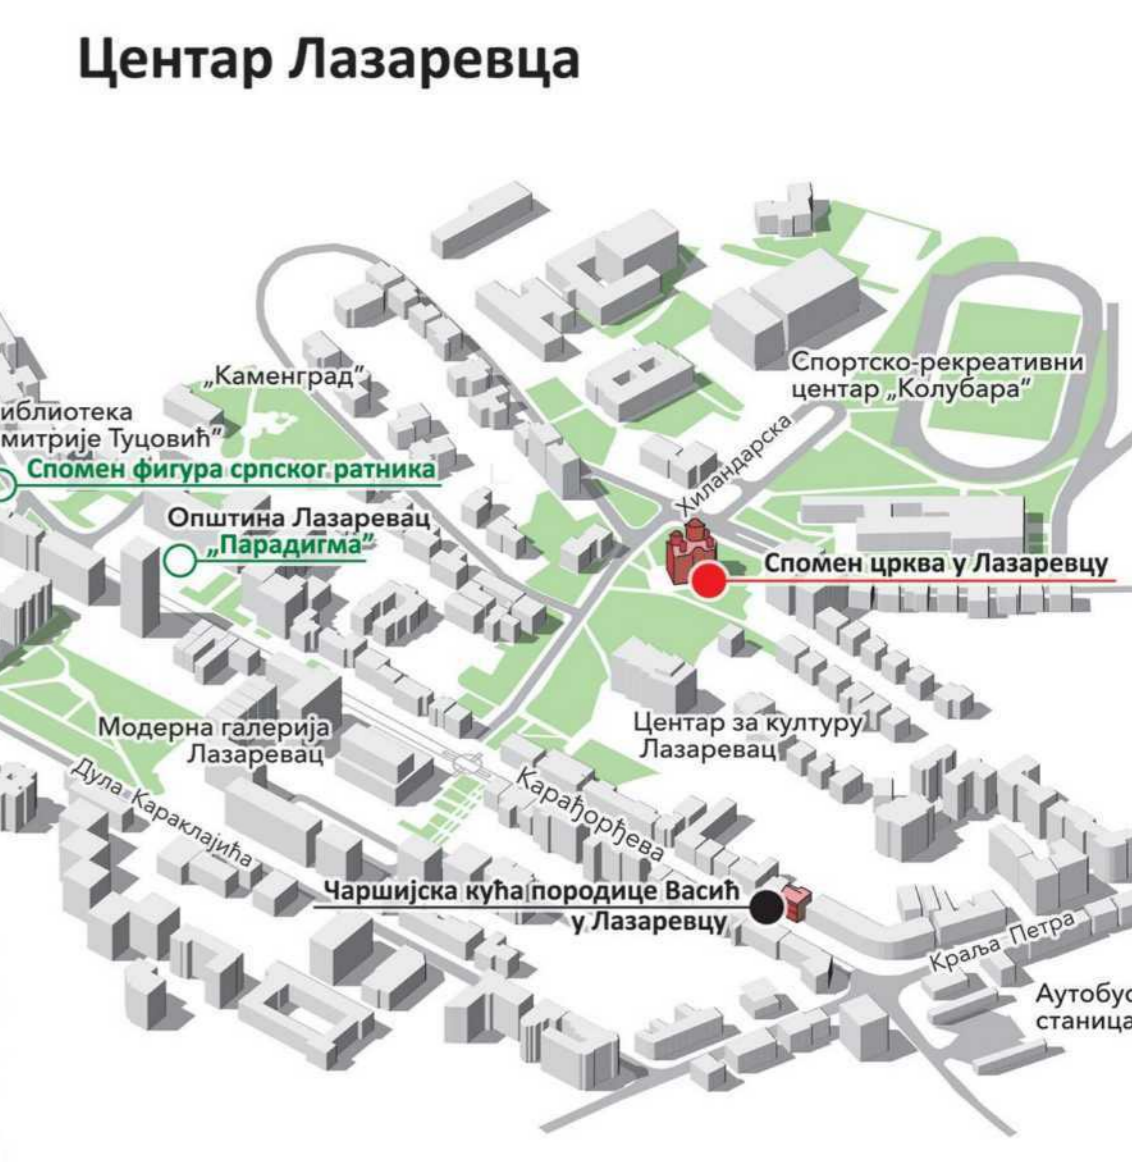 Центар Лазаревца
„Каменград”
Спортско-рекреативни
центар „Колубара”
иблиотека
митрије Туцовић”
Спомен фигура српског ратника
Хиландарска
Општина Лазаревац
„Парадигма”
Спомен црква у Лазаревцу
Модерна галерија
Лазаревац
Центар за културу
Лазаревац
Дула Караклајића
Карађорђева
Чаршијска кућа породице Васић
у Лазаревцу
Краља Петра
Аутобус
станица